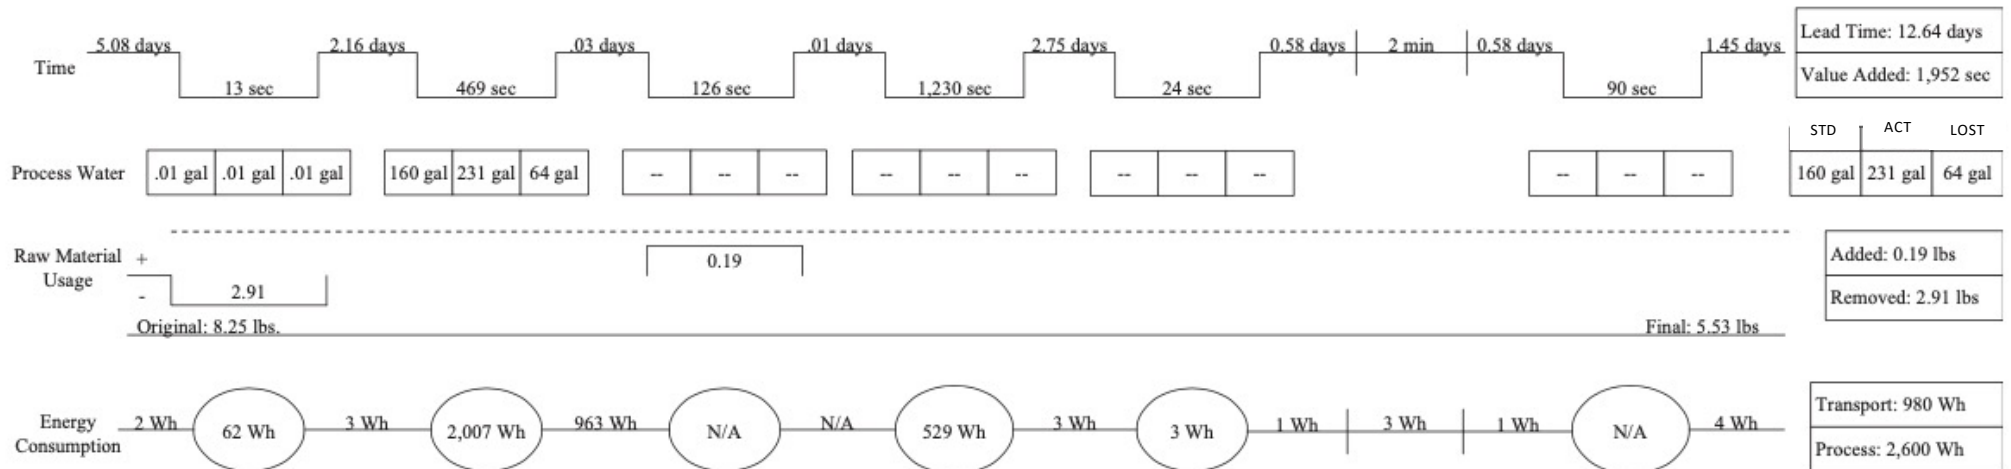 5.08 days 2.16 days .03 days .01 days 2.75 days 0.58 days 2 min 0.58 days 1.45 days
Lead Time: 12.64 days
Time
13 sec 469 sec 126 sec 1,230 sec 24 sec 90 sec
Value Added: 1,952 sec
STD ACT LOST
Process Water .01 gal .01 gal .01 gal 160 gal 231 gal 64 gal -- -- -- -- -- -- -- -- -- -- -- -- 160 gal 231 gal 64 gal
Raw Material
Usage
+
-
2.91
0.19
Added: 0.19 lbs
Removed: 2.91 lbs
Original: 8.25 lbs.
Final: 5.53 lbs
Energy
Consumption
2 Wh 62 Wh 3 Wh 2,007 Wh 963 Wh N/A N/A 529 Wh 3 Wh 3 Wh 1 Wh 3 Wh 1 Wh N/A 4 Wh
Transport: 980 Wh
Process: 2,600 Wh